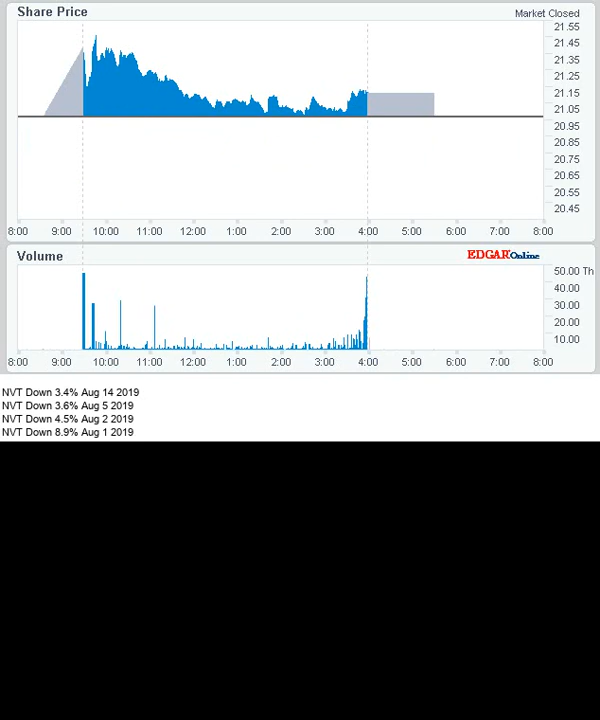 Share Price
Market Closed
21.55
21.45
21.35
21.25
21.15
21.05
20.95
20.85
20.75
20.65
20.55
20.45
8:00 9:00 10:00 11:00 12:00 1:00 2:00 3:00 4:00 5:00 6:00 7:00 8:00
Volume
EDGAR Online
50.00 Th
40.00
30.00
20.00
10.00
8:00 9:00 10:00 11:00 12:00 1:00 2:00 3:00 4:00 5:00 6:00 7:00 8:00
NVT Down 3.4% Aug 14 2019
NVT Down 3.6% Aug 5 2019
NVT Down 4.5% Aug 2 2019
NVT Down 8.9% Aug 1 2019